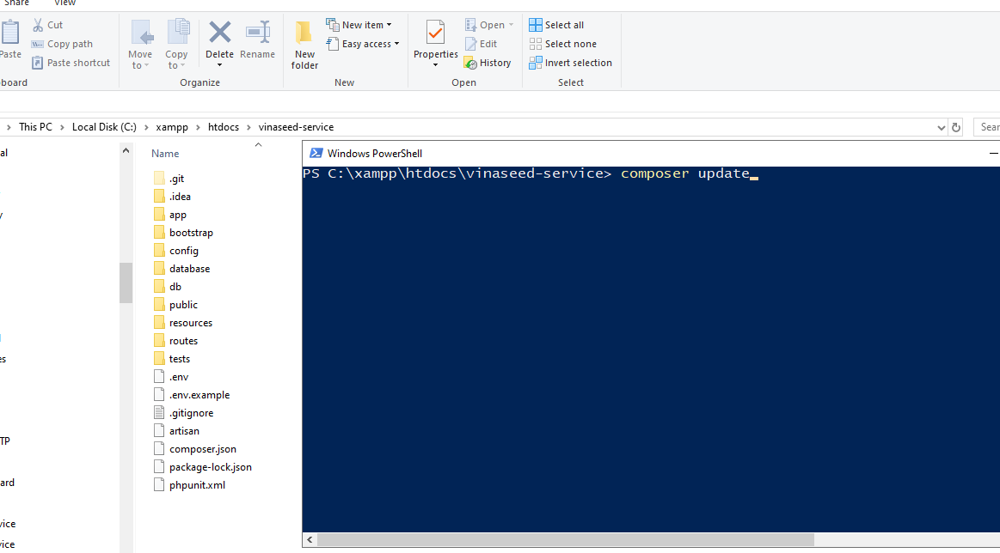 Share View
Cut
Copy path
Paste Paste shortcut
Move to
Copy to
Delete
Rename
New folder
New item
Easy access
Properties
Open
Edit
History
Select all
Select none
Invert selection
board Organize New Open Select
This PC > Local Disk (C:) > xampp > htdocs > vinaseed-service
Sear
al
Name
Windows PowerShell
PS C:\xampp\htdocs\vinaseed-service> composer update_
.git
.idea
y
app
bootstrap
config
database
db
public
resources
routes
es
tests
.env
.env.example
.gitignore
artisan
TP
composer.json
package-lock.json
ard
phpunit.xml
vice
vice